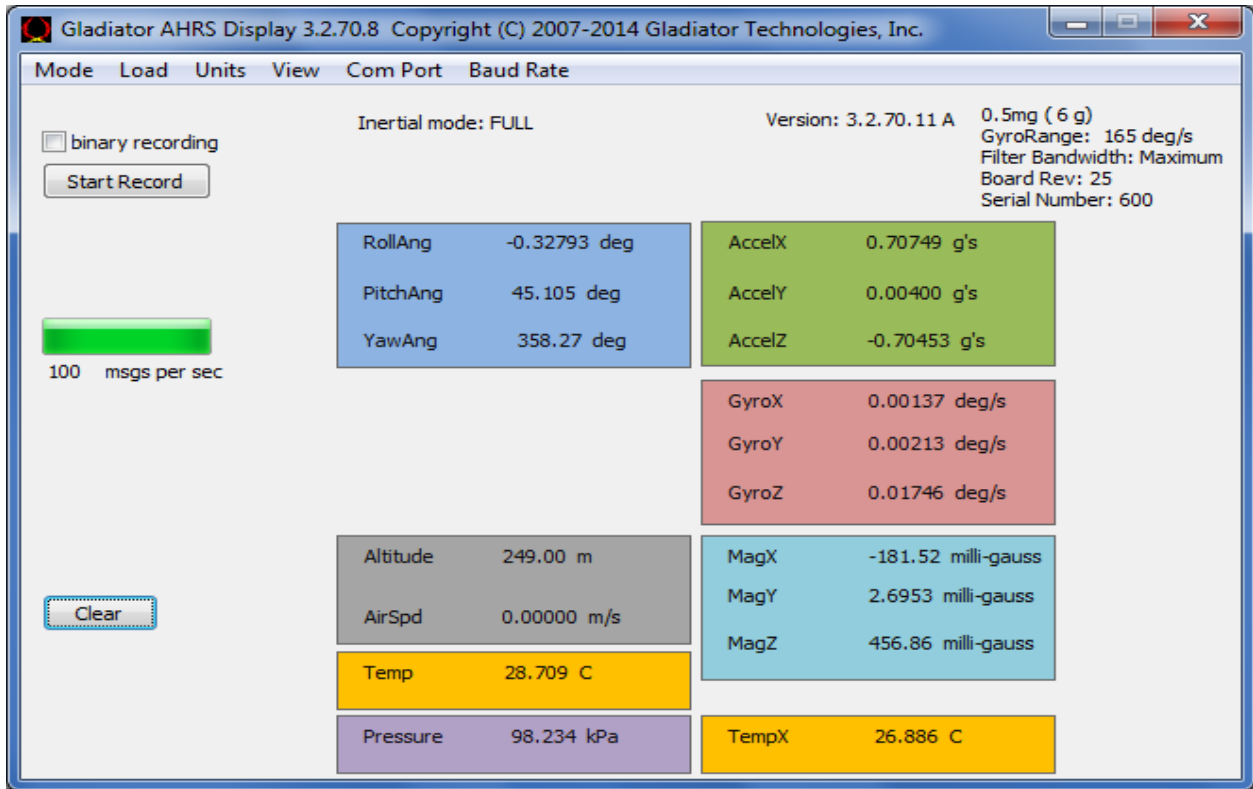 Gladiator AHRS Display 3.2.70.8 Copyright (C) 2007-2014 Gladiator Technologies, Inc.
Mode Load Units View Com Port Baud Rate
binary recording
Start Record
Inertial mode: FULL
Version: 3.2.70.11 A
0.5mg ( 6 g)
GyroRange: 165 deg/s
Filter Bandwidth: Maximum
Board Rev: 25
Serial Number: 600
RollAng -0.32793 deg
PitchAng 45.105 deg
YawAng 358.27 deg
AccelX 0.70749 g's
AccelY 0.00400 g's
AccelZ -0.70453 g's
100 msgs per sec
GyroX 0.00137 deg/s
GyroY 0.00213 deg/s
GyroZ 0.01746 deg/s
Altitude 249.00 m
AirSpd 0.00000 m/s
MagX -181.52 milli-gauss
MagY 2.6953 milli-gauss
MagZ 456.86 milli-gauss
Clear
Temp 28.709 C
Pressure 98.234 kPa
TempX 26.886 C